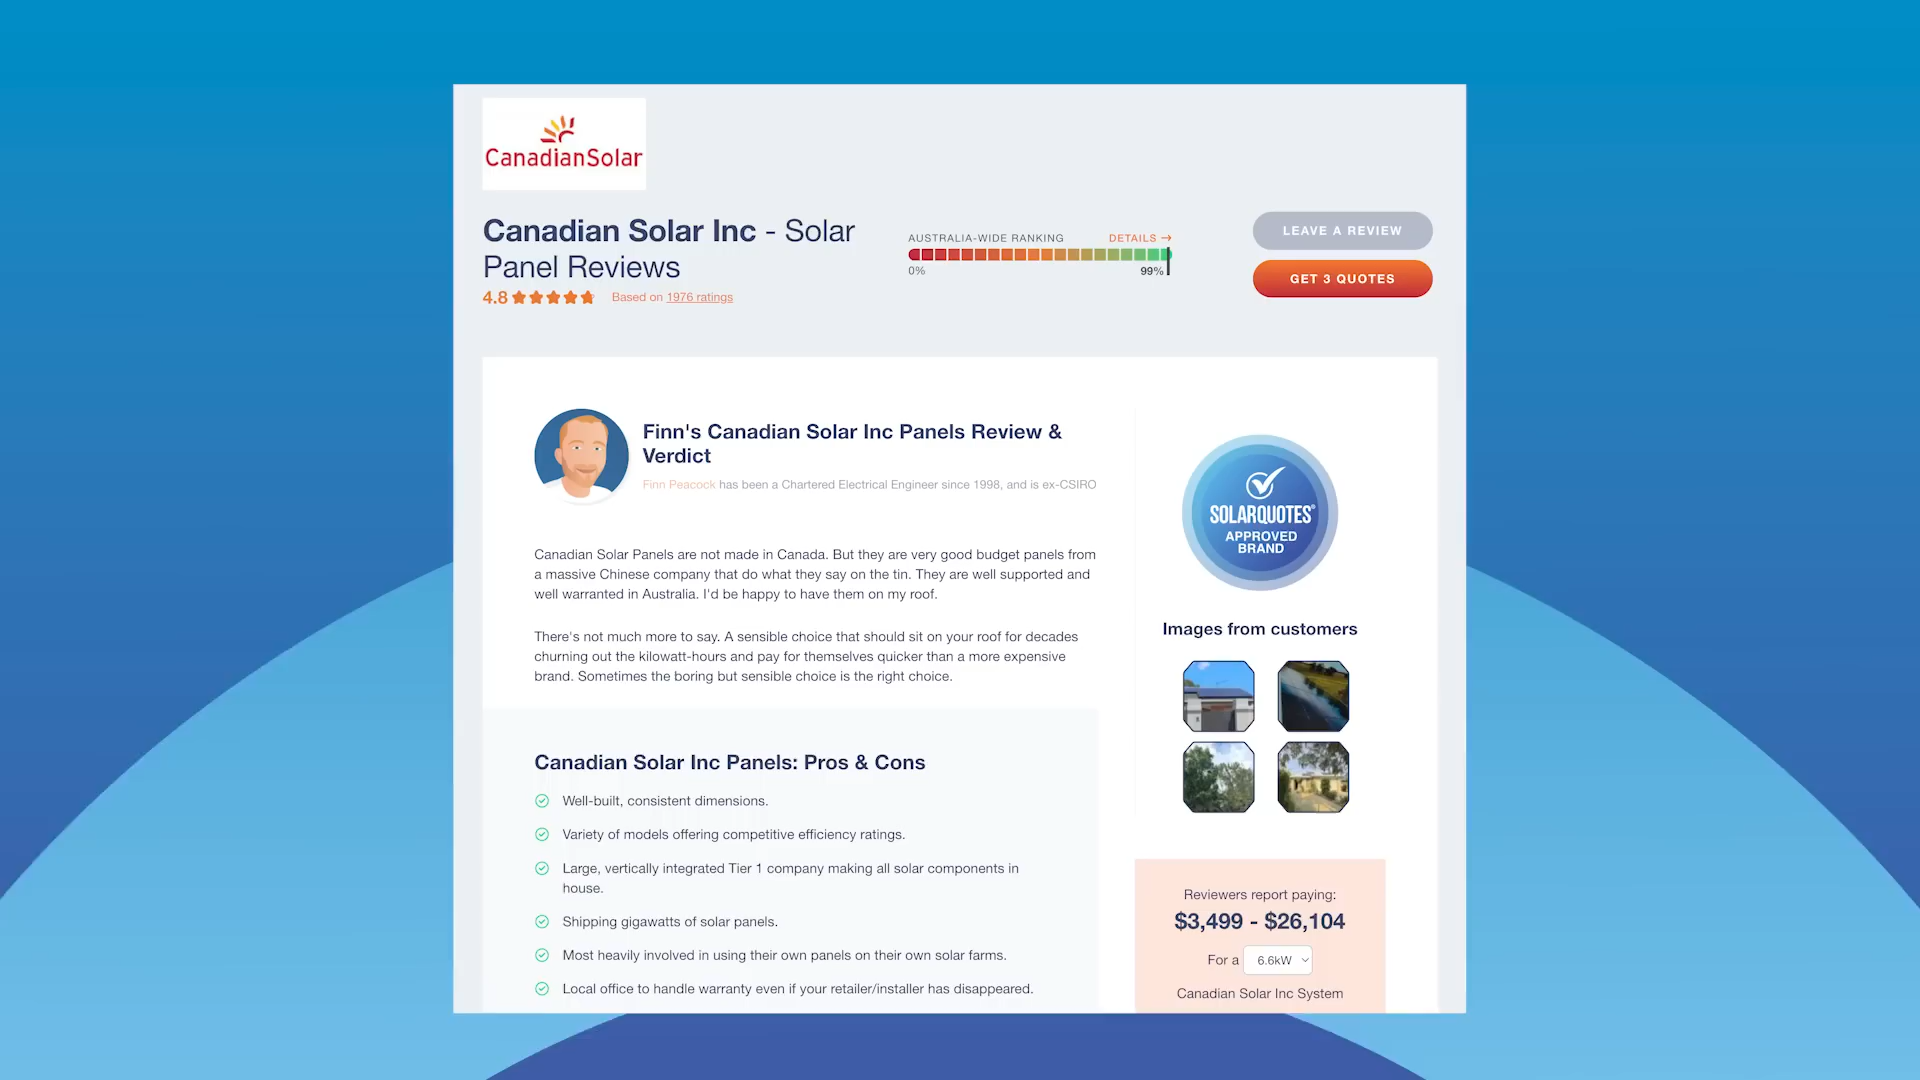 CanadianSolar
Canadian Solar Inc - Solar
Panel Reviews
4.8
Based on 1976 ratings
AUSTRALIA-WIDE RANKING
DETAILS →
0%
99%
LEAVE A REVIEW
GET 3 QUOTES
Finn's Canadian Solar Inc Panels Review &
Verdict
Finn Peacock has been a Chartered Electrical Engineer since 1998, and is ex-CSIRO
Canadian Solar Panels are not made in Canada. But they are very good budget panels from
a massive Chinese company that do what they say on the tin. They are well supported and
well warranted in Australia. I'd be happy to have them on my roof.
There's not much more to say. A sensible choice that should sit on your roof for decades
churning out the kilowatt-hours and pay for themselves quicker than a more expensive
brand. Sometimes the boring but sensible choice is the right choice.
Canadian Solar Inc Panels: Pros & Cons
Well-built, consistent dimensions.
Variety of models offering competitive efficiency ratings.
Large, vertically integrated Tier 1 company making all solar components in
house.
Shipping gigawatts of solar panels.
Most heavily involved in using their own panels on their own solar farms.
Local office to handle warranty even if your retailer/installer has disappeared.
SOLARQUOTES®
APPROVED
BRAND
Images from customers
Reviewers report paying:
$3,499 - $26,104
For a 6.6kW
Canadian Solar Inc System